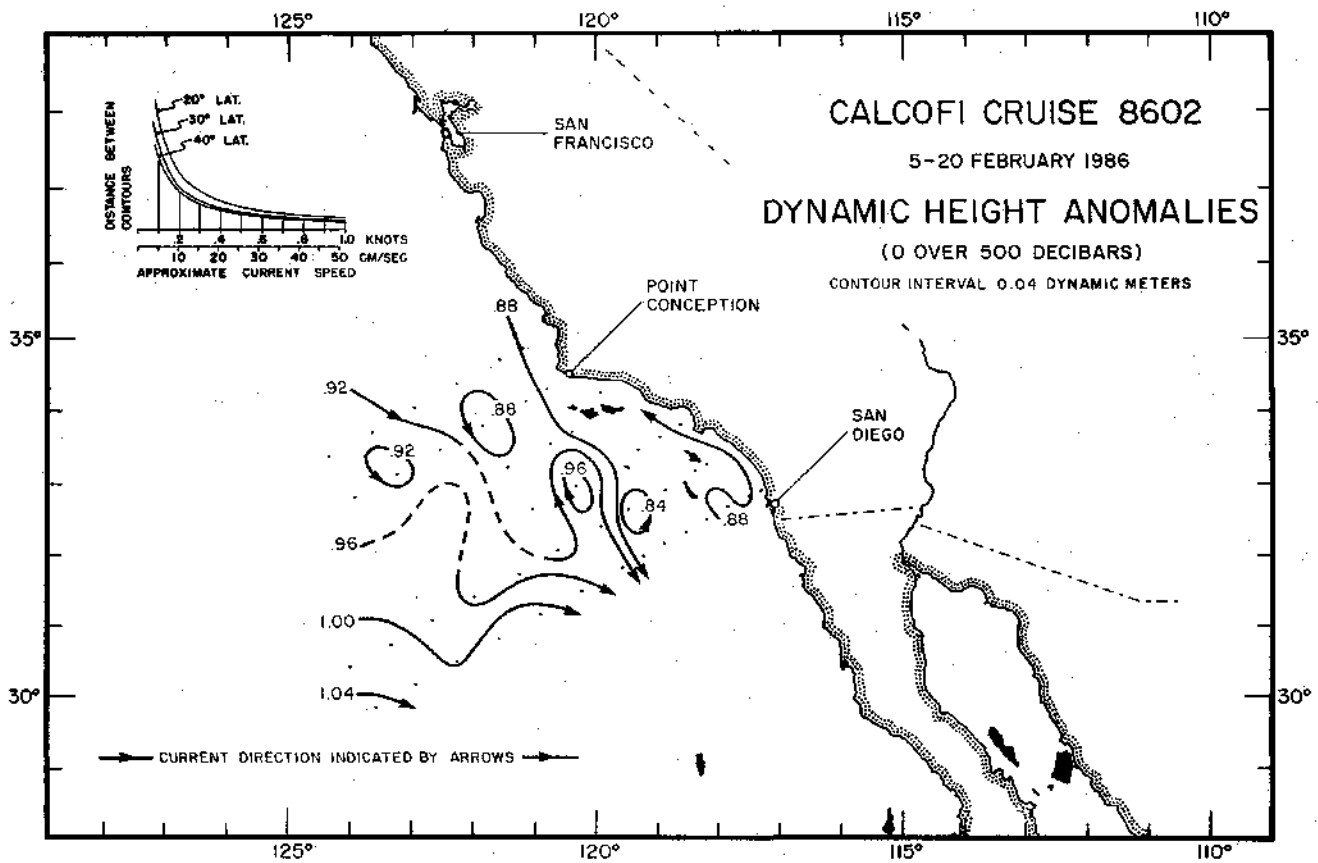 125°
120°
115°
110°
20° LAT.
30° LAT.
40° LAT.
DISTANCE BETWEEN
CONTOURS
.2 .4 .6 .8 1.0 KNOTS
10 20 30 40 50 CM/SEC
APPROXIMATE CURRENT SPEED
SAN
FRANCISCO
CALCOFI CRUISE 8602
5-20 FEBRUARY 1986
DYNAMIC HEIGHT ANOMALIES
(0 OVER 500 DECIBARS)
CONTOUR INTERVAL 0.04 DYNAMIC METERS
POINT
CONCEPTION
.88
35°
35°
.92
.88
SAN
DIEGO
.92
.96
.84
.88
.96
1.00
30°
1.04
30°
CURRENT DIRECTION INDICATED BY ARROWS
125°
120°
115°
110°